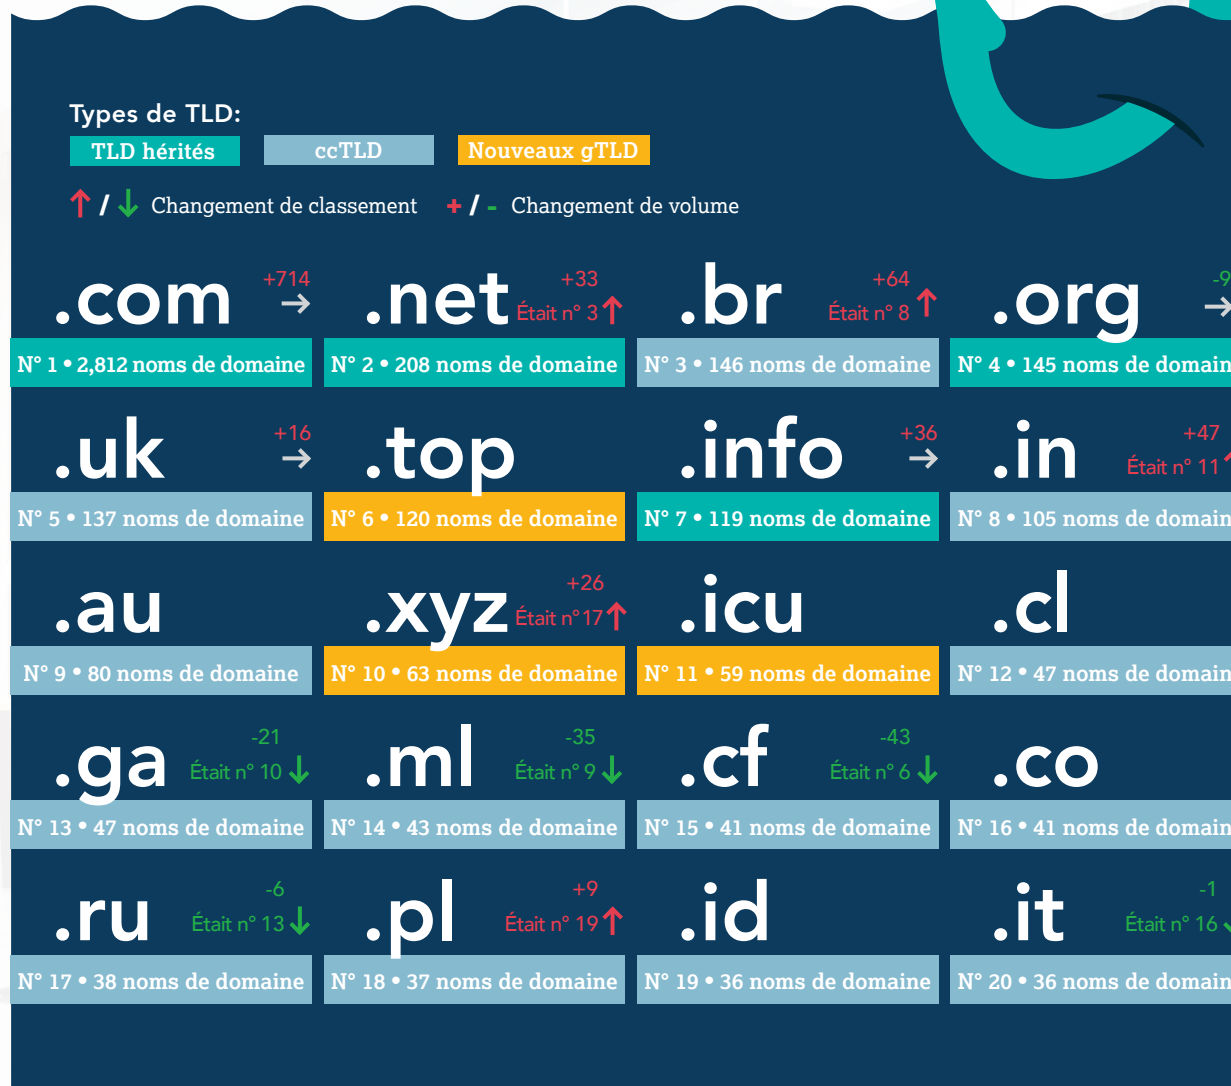 Types de TLD:
TLD hérités ccTLD Nouveaux gTLD
↑ / ↓ Changement de classement + / - Changement de volume
.com +714 →
N° 1 • 2,812 noms de domaine
.net +33
Était n° 3 ↑
N° 2 • 208 noms de domaine
.br +64
Était n° 8 ↑
N° 3 • 146 noms de domaine
.org -9 →
N° 4 • 145 noms de domain
.uk +16 →
N° 5 • 137 noms de domaine
.top
N° 6 • 120 noms de domaine
.info +36 →
N° 7 • 119 noms de domaine
.in +47
Était n° 11 ↑
N° 8 • 105 noms de domain
.au
N° 9 • 80 noms de domaine
.xyz +26
Était n°17 ↑
N° 10 • 63 noms de domaine
.icu
N° 11 • 59 noms de domaine
.cl
N° 12 • 47 noms de domain
.ga -21
Était n° 10 ↓
N° 13 • 47 noms de domaine
.ml -35
Était n° 9 ↓
N° 14 • 43 noms de domaine
.cf -43
Était n° 6 ↓
N° 15 • 41 noms de domaine
.co
N° 16 • 41 noms de domain
.ru -6
Était n° 13 ↓
N° 17 • 38 noms de domaine
.pl +9
Était n° 19 ↑
N° 18 • 37 noms de domaine
.id
N° 19 • 36 noms de domaine
.it -1
Était n° 16 ↓
N° 20 • 36 noms de domain